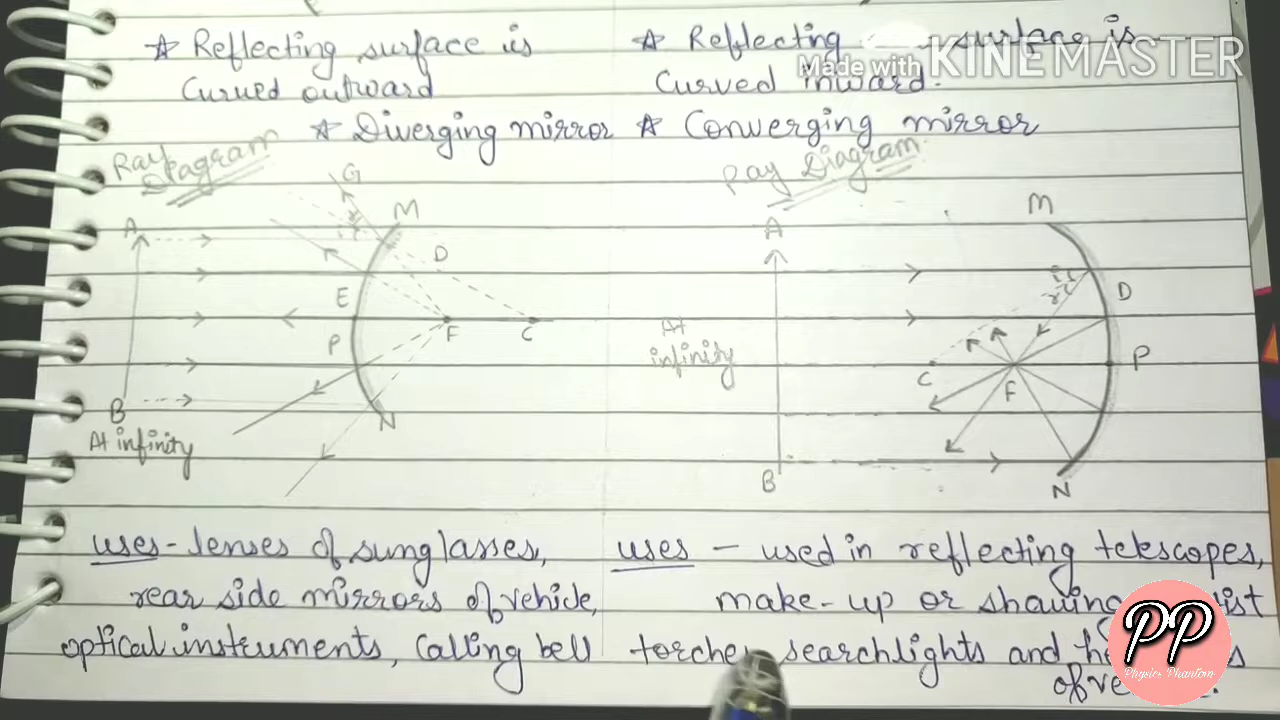 ☆ Reflecting surface is
Curved outward
☆ Diverging mirror
Ray Diagram
A
B
At infinity
G
i
r
M
D
E
P
F
C
N
uses - lenses of sunglasses,
rear side mirrors of vehicle,
optical instruments, Calling bell
☆ Reflecting surface is
Curved inward.
☆ Converging mirror
Ray Diagram
A
At
infinity
B
M
i
r
D
P
C
F
N
uses - used in reflecting telescopes,
make-up or shaving
searchlights and
Made with KINEMASTER
PP
Physics Phantom